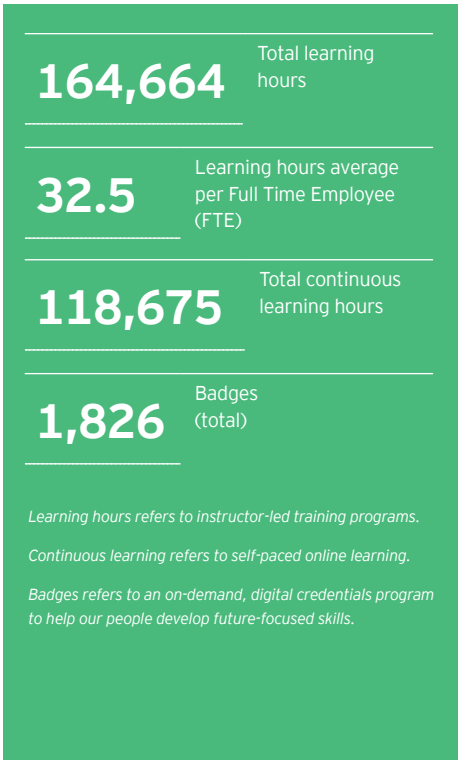 164,664
Total learning
hours
32.5
Learning hours average
per Full Time Employee
(FTE)
118,675
Total continuous
learning hours
1,826
Badges
(total)
Learning hours refers to instructor-led training programs.
Continuous learning refers to self-paced online learning.
Badges refers to an on-demand, digital credentials program
to help our people develop future-focused skills.